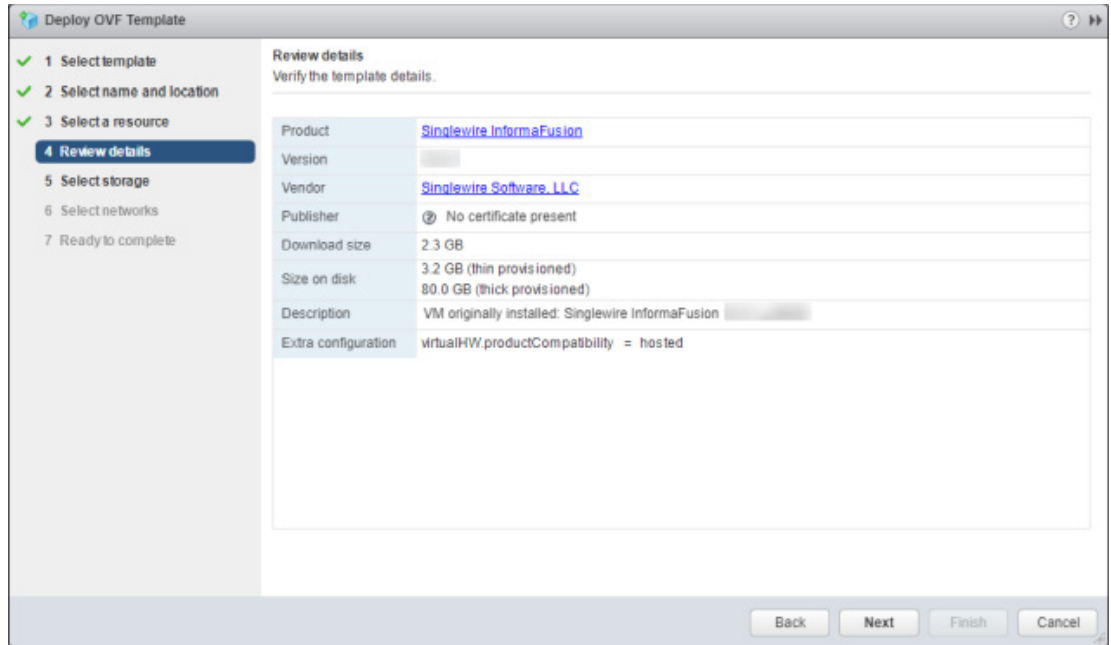 Deploy OVF Template
1 Select template
2 Select name and location
3 Select a resource
4 Review details
5 Select storage
6 Select networks
7 Ready to complete
Review details
Verify the template details.
Product Singlewire InformaFusion
Version
Vendor Singlewire Software, LLC
Publisher No certificate present
Download size 2.3 GB
Size on disk 3.2 GB (thin provisioned)
80.0 GB (thick provisioned)
Description VM originally installed: Singlewire InformaFusion
Extra configuration virtualHW.productCompatibility = hosted
Back Next Finish Cancel